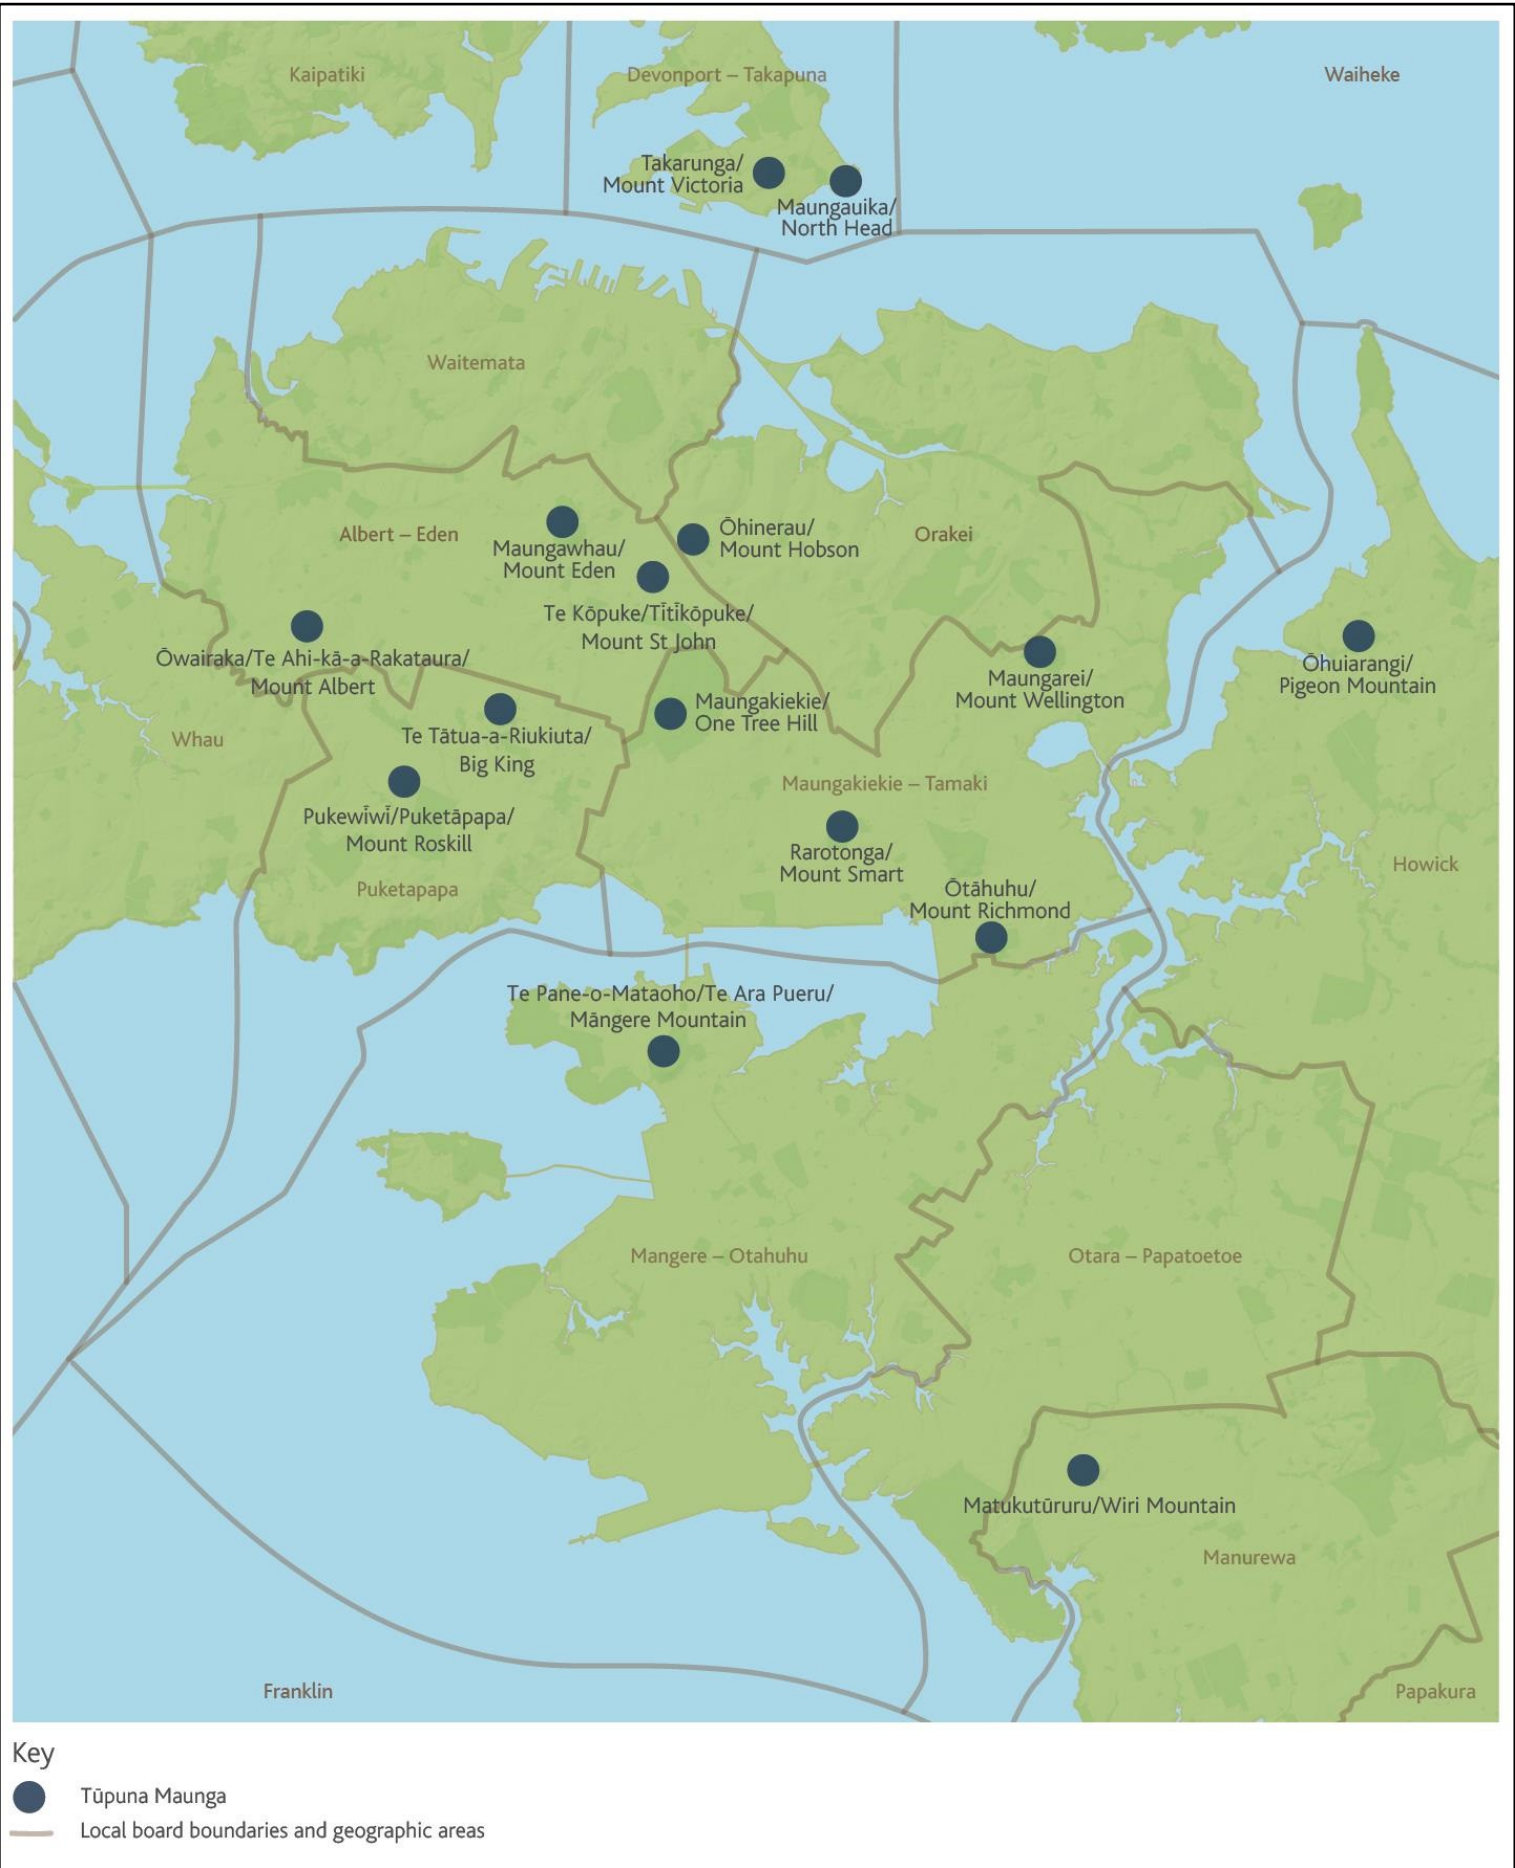 Kaipatiki
Devonport – Takapuna
Waiheke
Takarunga/
Mount Victoria
Maungauika/
North Head
Waitemata
Albert – Eden
Maungawhau/
Mount Eden
Ōhinerau/
Mount Hobson
Orakei
Te Kōpuke/Tītīkōpuke/
Mount St John
Ōwairaka/Te Ahi-kā-a-Rakataura/
Mount Albert
Maungarei/
Mount Wellington
Ōhuiarangi/
Pigeon Mountain
Whau
Te Tātua-a-Riukiuta/
Big King
Maungakiekie/
One Tree Hill
Maungakiekie – Tamaki
Pukewīwī/Puketāpapa/
Mount Roskill
Rarotonga/
Mount Smart
Howick
Puketapapa
Ōtāhuhu/
Mount Richmond
Te Pane-o-Mataoho/Te Ara Pueru/
Māngere Mountain
Mangere – Otahuhu
Otara – Papatoetoe
Matukutūruru/Wiri Mountain
Manurewa
Franklin
Papakura
Key
Tūpuna Maunga
Local board boundaries and geographic areas